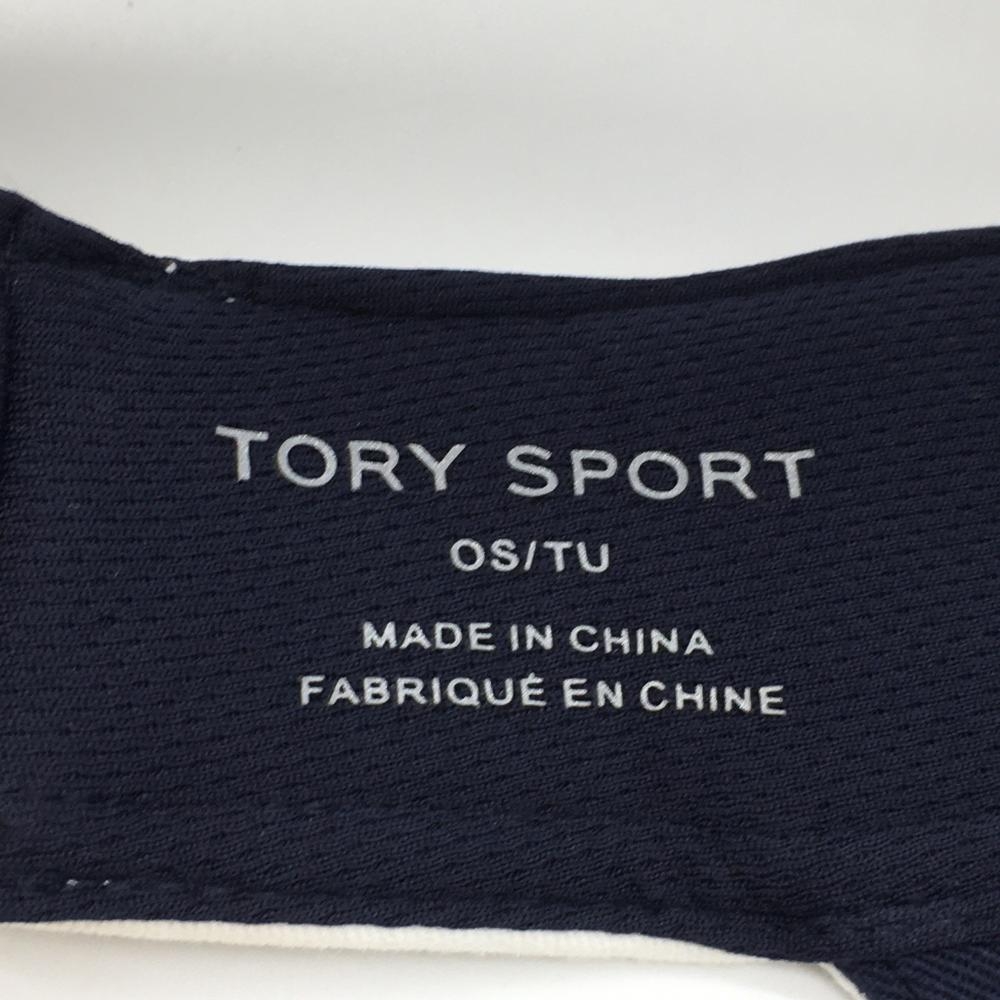 TORY SPORT
OS/TU
MADE IN CHINA
FABRIQUÉ EN CHINE